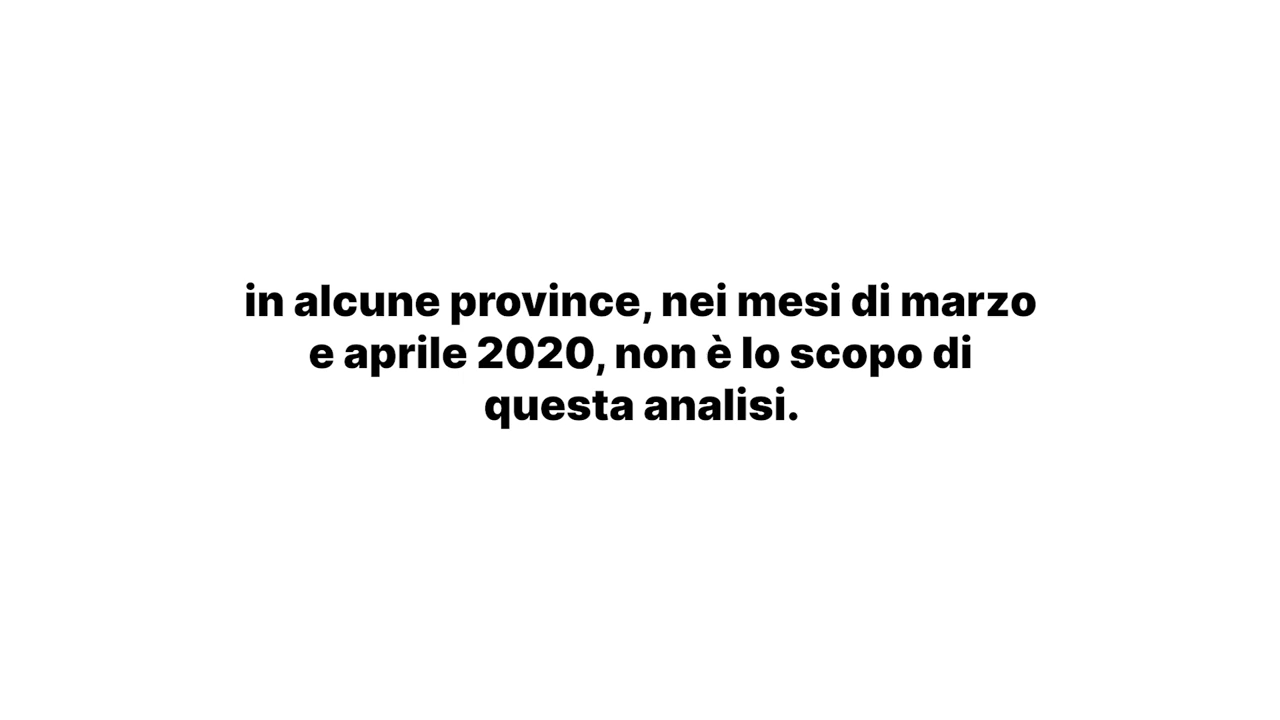 in alcune province, nei mesi di marzo
e aprile 2020, non è lo scopo di
questa analisi.